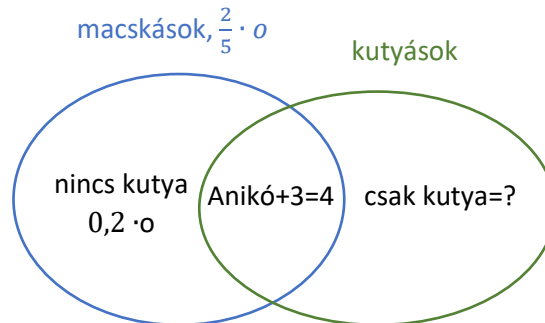 macskások, 2/5 · o
kutyások
nincs kutya
0,2 ·o
Anikó+3=4
csak kutya=?